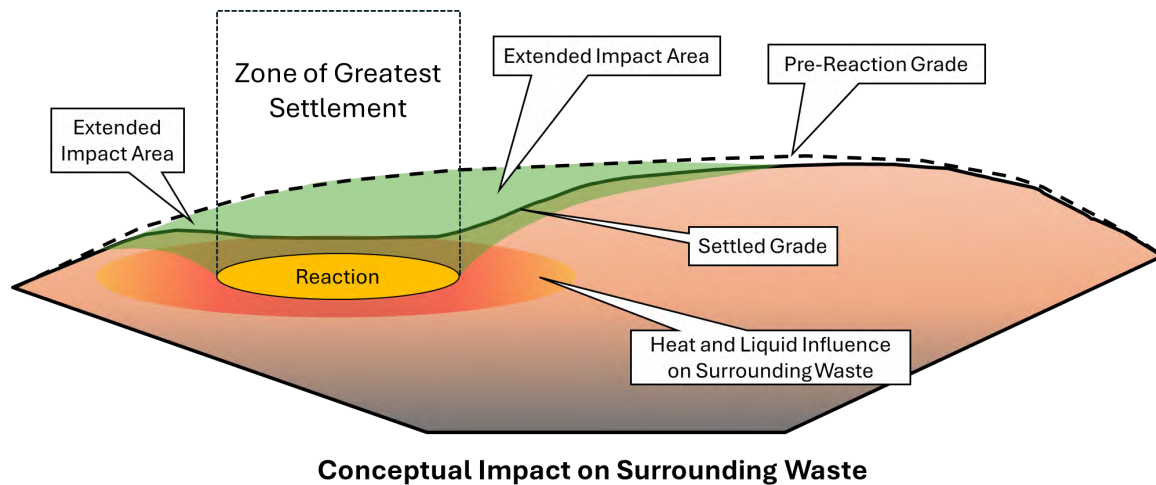 Zone of Greatest
Settlement
Extended Impact Area
Pre-Reaction Grade
Extended
Impact Area
Settled Grade
Reaction
Heat and Liquid Influence
on Surrounding Waste
Conceptual Impact on Surrounding Waste